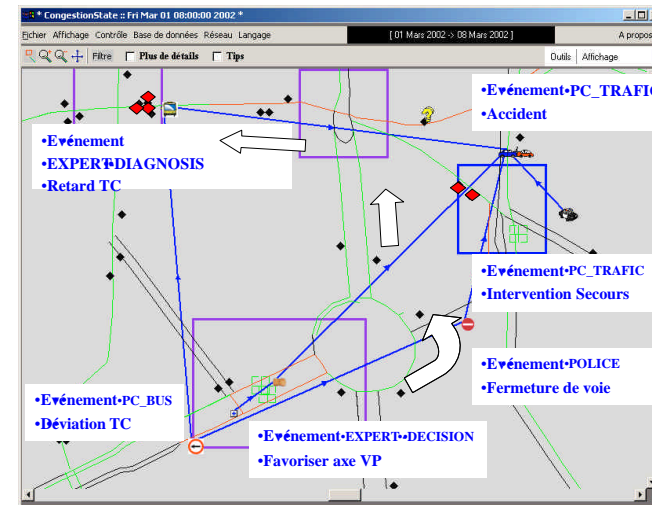 * CongestionState :: Fri Mar 01 08:00:00 2002 *
Fichier Affichage Contrôle Base de données Réseau Langage [ 01 Mars 2002 -> 08 Mars 2002 ] A propos
Filtre Plus de détails Tips Outils Affichage
•Evénement•PC_TRAFIC
•Accident
•Evénement
•EXPERT•DIAGNOSIS
•Retard TC
•Evénement•PC_TRAFIC
•Intervention Secours
•Evénement•POLICE
•Fermeture de voie
•Evénement•PC_BUS
•Déviation TC
•Evénement•EXPERT••DECISION
•Favoriser axe VP